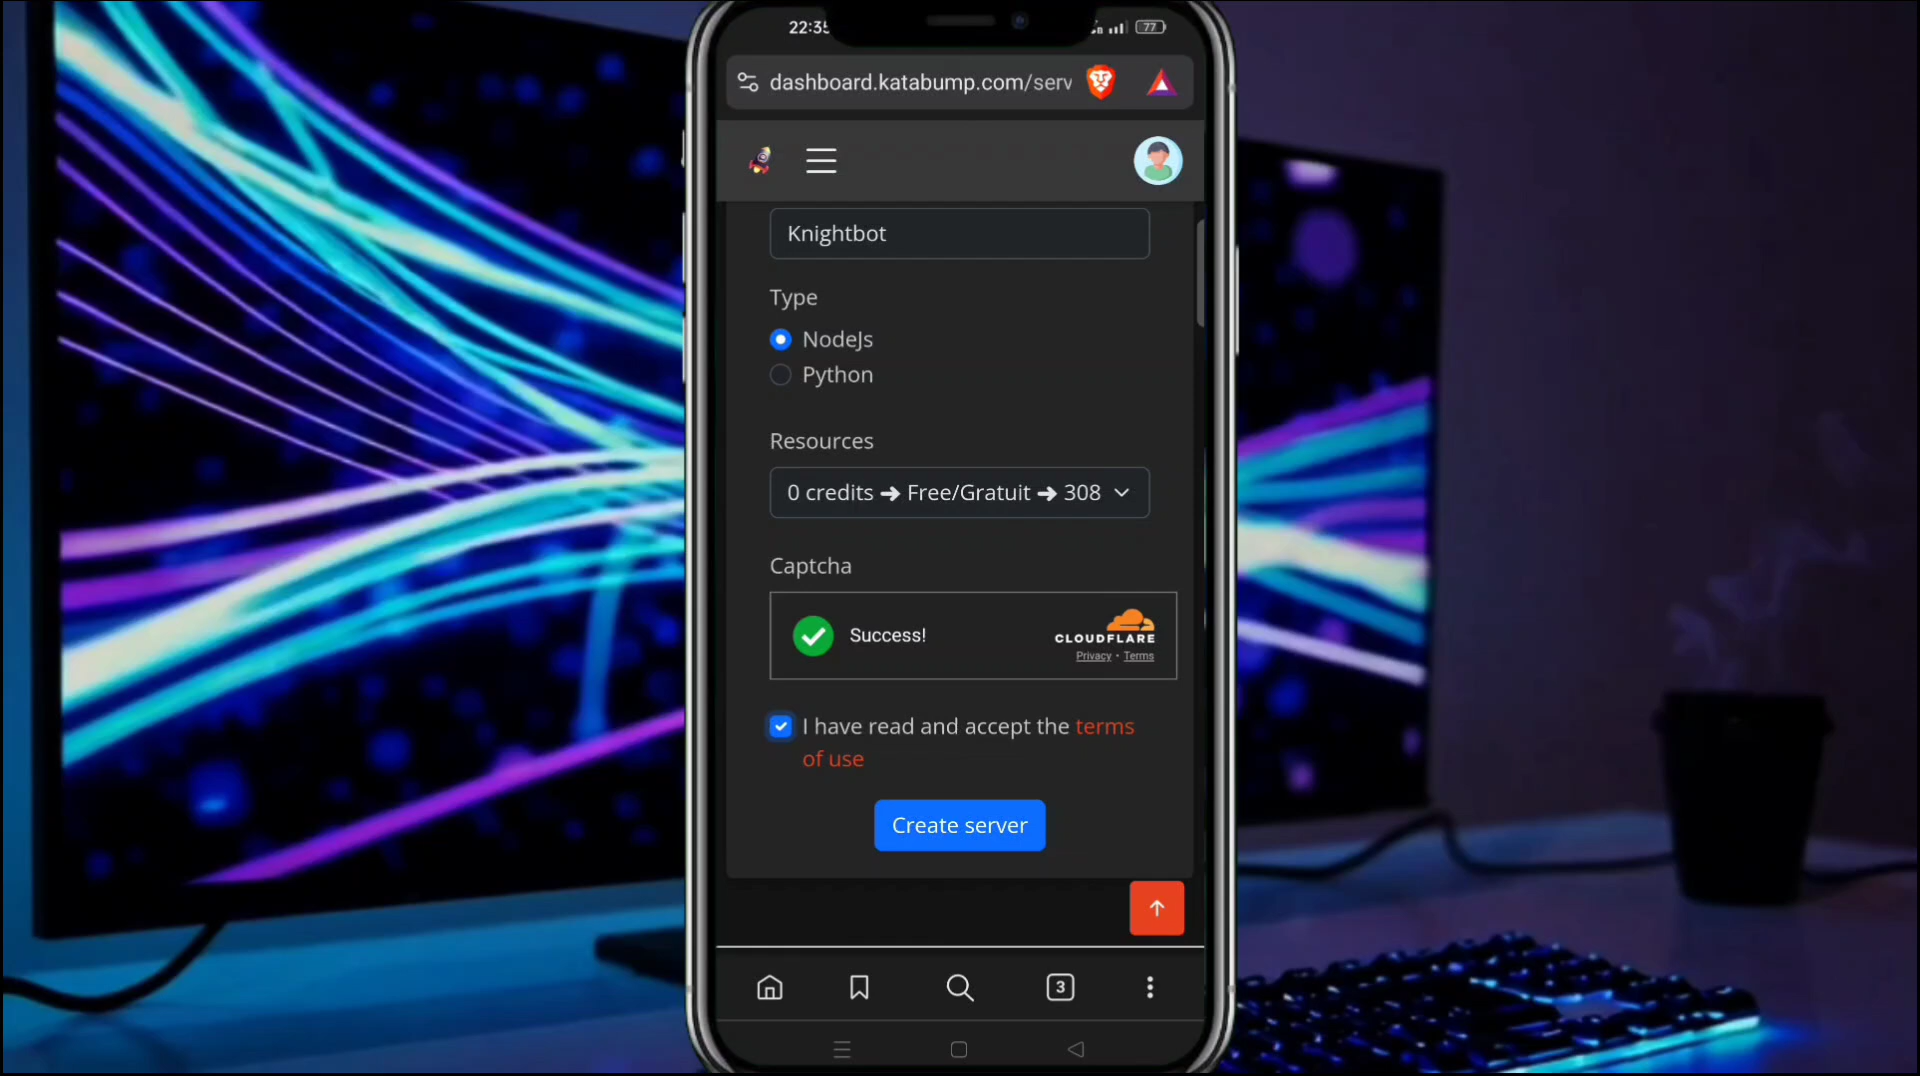 22:35
77
dashboard.katabump.com/serv
Knightbot
Type
NodeJs
Python
Resources
0 credits ➜ Free/Gratuit ➜ 308
Captcha
Success!
CLOUDFLARE
Privacy • Terms
I have read and accept the terms
of use
Create server
3